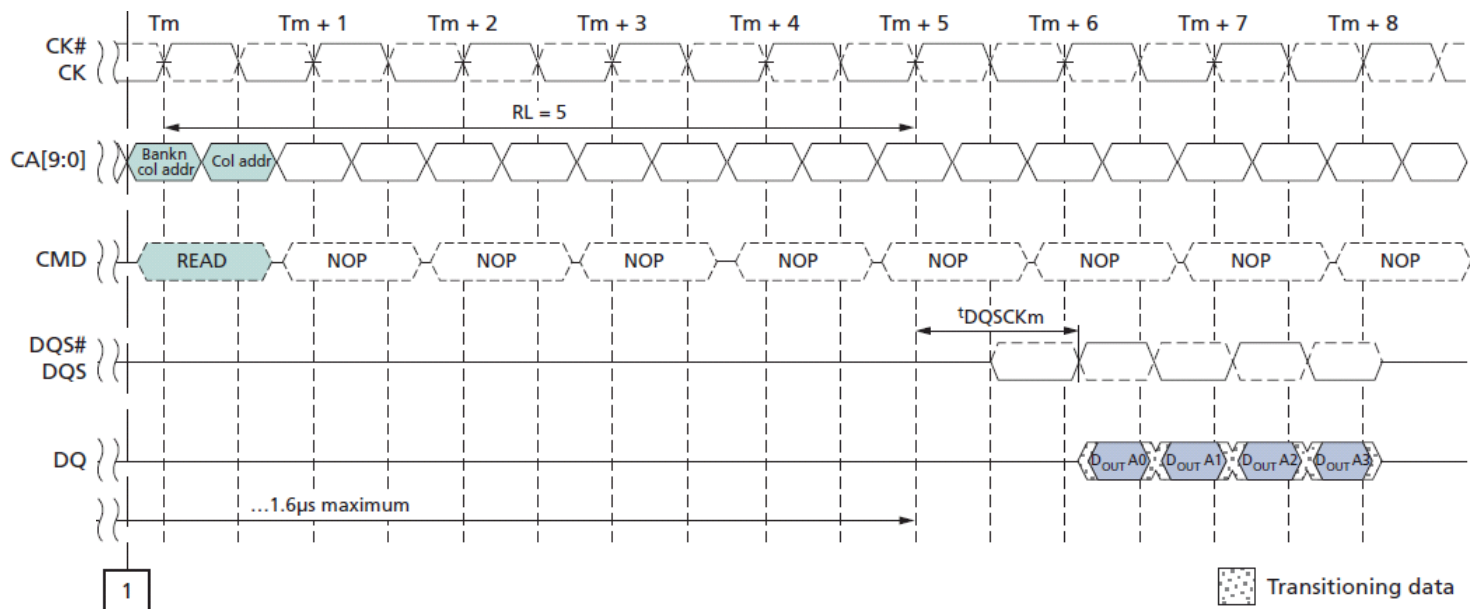 Tm Tm + 1 Tm + 2 Tm + 3 Tm + 4 Tm + 5 Tm + 6 Tm + 7 Tm + 8
CK#
CK
RL = 5
CA[9:0] Bankn col addr Col addr
CMD READ NOP NOP NOP NOP NOP NOP NOP NOP
tDQSCKm
DQS#
DQS
DQ DOUT A0 DOUT A1 DOUT A2 DOUT A3
...1.6µs maximum
1 Transitioning data